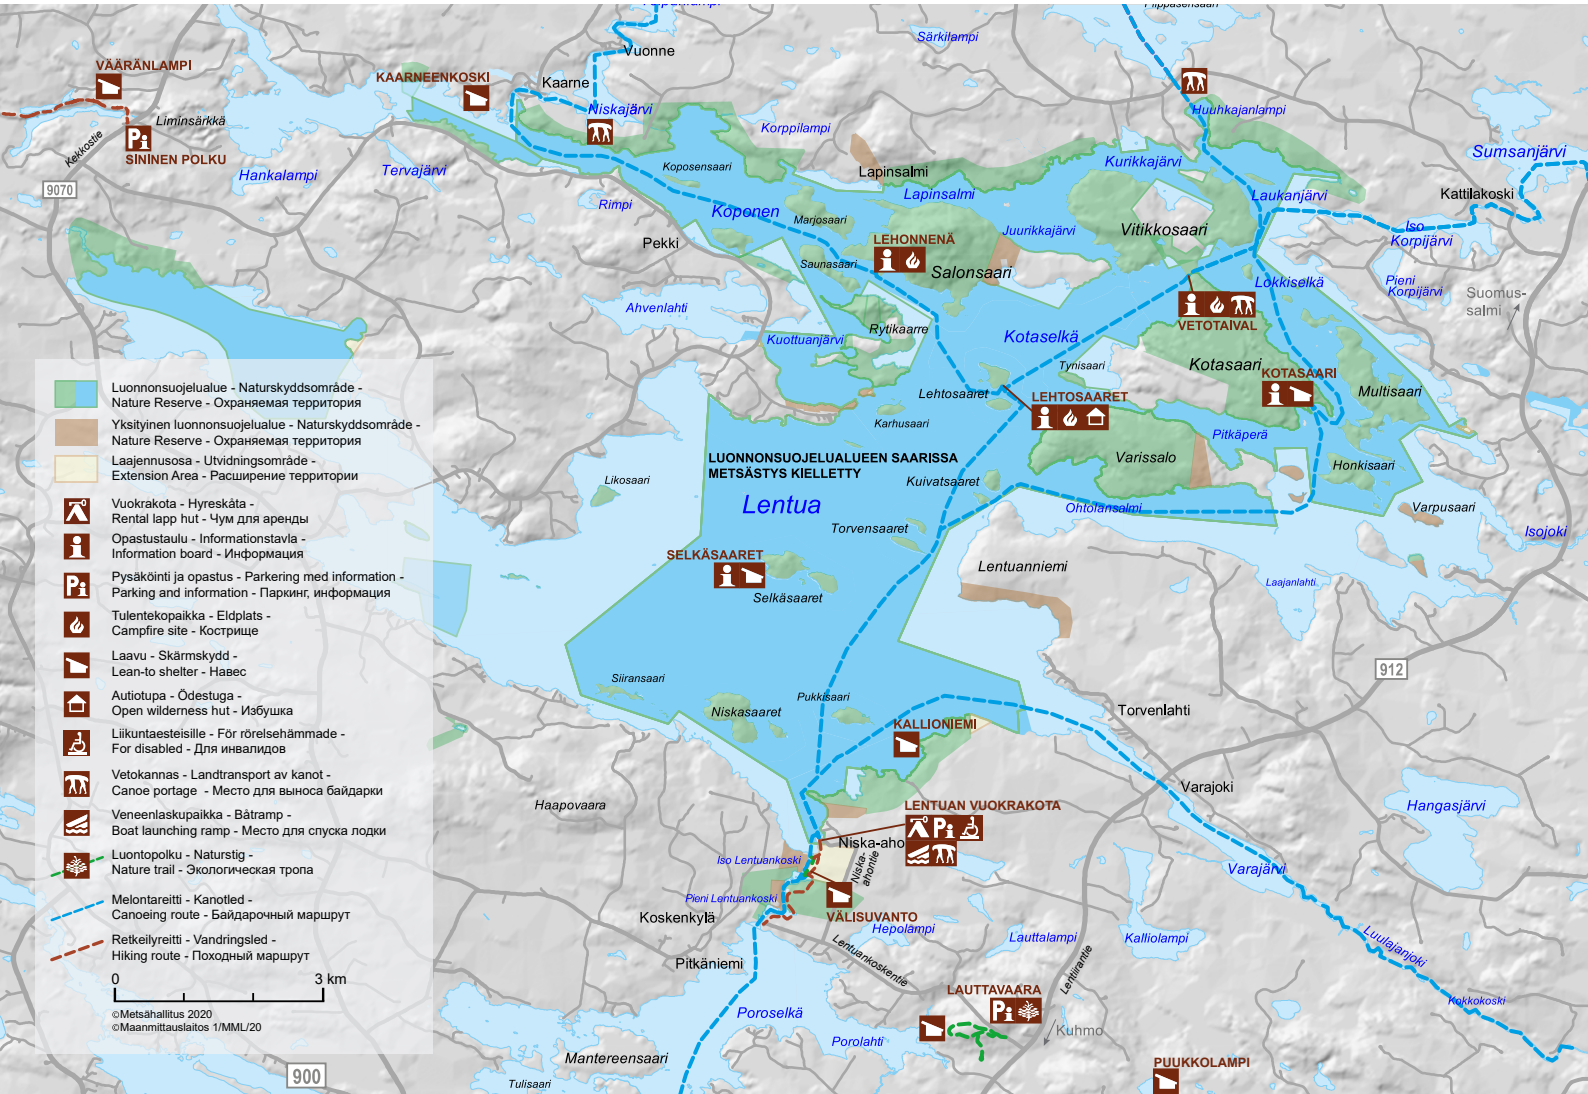 Vuonne
Särkilampi
VÄÄRÄNLAMPI
KAARNEENKOSKI
Kaarne
Niskajärvi
Huuhkajanlampi
Liminsärkkä
Kekkostie
SININEN POLKU
Korppilampi
Sumsanjärvi
Hankalampi
Tervajärvi
Koposensaari
Lapinsalmi
Kurikkajärvi
9070
Rimpi
Koponen
Lapinsalmi
Laukanjärvi
Kattilakoski
Marjosaari
Juurikkajärvi
Vitikkosaari
Iso
Korpijärvi
Pekki
LEHONNENÄ
Saunasaari
Salonsaari
Lokkiselkä
Pieni
Korpijärvi
Suomus-
salmi
Ahvenlahti
Rytikaarre
VETOTAIVAL
Kuottuanjärvi
Kotaselkä
Tynisaari
Kotasaari
KOTASAARI
Multisaari
Lehtosaaret
LEHTOSAARET
Karhusaari
Pitkäperä
LUONNONSUOJELUALUEEN SAARISSA
METSÄSTYS KIELLETTY
Varissalo
Honkisaari
Likosaari
Kuivatsaaret
Lentua
Ohtolansalmi
Varpusaari
Torvensaaret
Isojoki
SELKÄSAARET
Lentuanniemi
Laajanlahti
Selkäsaaret
912
Siiransaari
Pukkisaari
Niskasaaret
KALLIONIEMI
Torvenlahti
Varajoki
Haapovaara
LENTUAN VUOKRAKOTA
Hangasjärvi
Niska-aho
Niska-
ahontie
Iso Lentuankoski
Varajärvi
Pieni Lentuankoski
Koskenkylä
VÄLISUVANTO
Hepolampi
Lauttalampi
Kalliolampi
Luulajanjoki
Lentuankoskentie
Lentiirantie
Pitkäniemi
LAUTTAVAARA
Kokkokoski
Poroselkä
Kuhmo
Porolahti
Mantereensaari
PUUKKOLAMPI
Tulisaari
900
Luonnonsuojelualue - Naturskyddsområde -
Nature Reserve - Охраняемая территория
Yksityinen luonnonsuojelualue - Naturskyddsområde -
Nature Reserve - Охраняемая территория
Laajennusosa - Utvidningsområde -
Extension Area - Расширение территории
Vuokrakota - Hyreskåta -
Rental lapp hut - Чум для аренды
Opastustaulu - Informationstavla -
Information board - Информация
Pysäköinti ja opastus - Parkering med information -
Parking and information - Паркинг, информация
Tulentekopaikka - Eldplats -
Campfire site - Кострище
Laavu - Skärmskydd -
Lean-to shelter - Навес
Autiotupa - Ödestuga -
Open wilderness hut - Избушка
Liikuntaesteisille - För rörelsehämmade -
For disabled - Для инвалидов
Vetokannas - Landtransport av kanot -
Canoe portage - Место для выноса байдарки
Veneenlaskupaikka - Båtramp -
Boat launching ramp - Место для спуска лодки
Luontopolku - Naturstig -
Nature trail - Экологическая тропа
Melontareitti - Kanotled -
Canoeing route - Байдарочный маршрут
Retkeilyreitti - Vandringsled -
Hiking route - Походный маршрут
0 3 km
©Metsähallitus 2020
©Maanmittauslaitos 1/MML/20